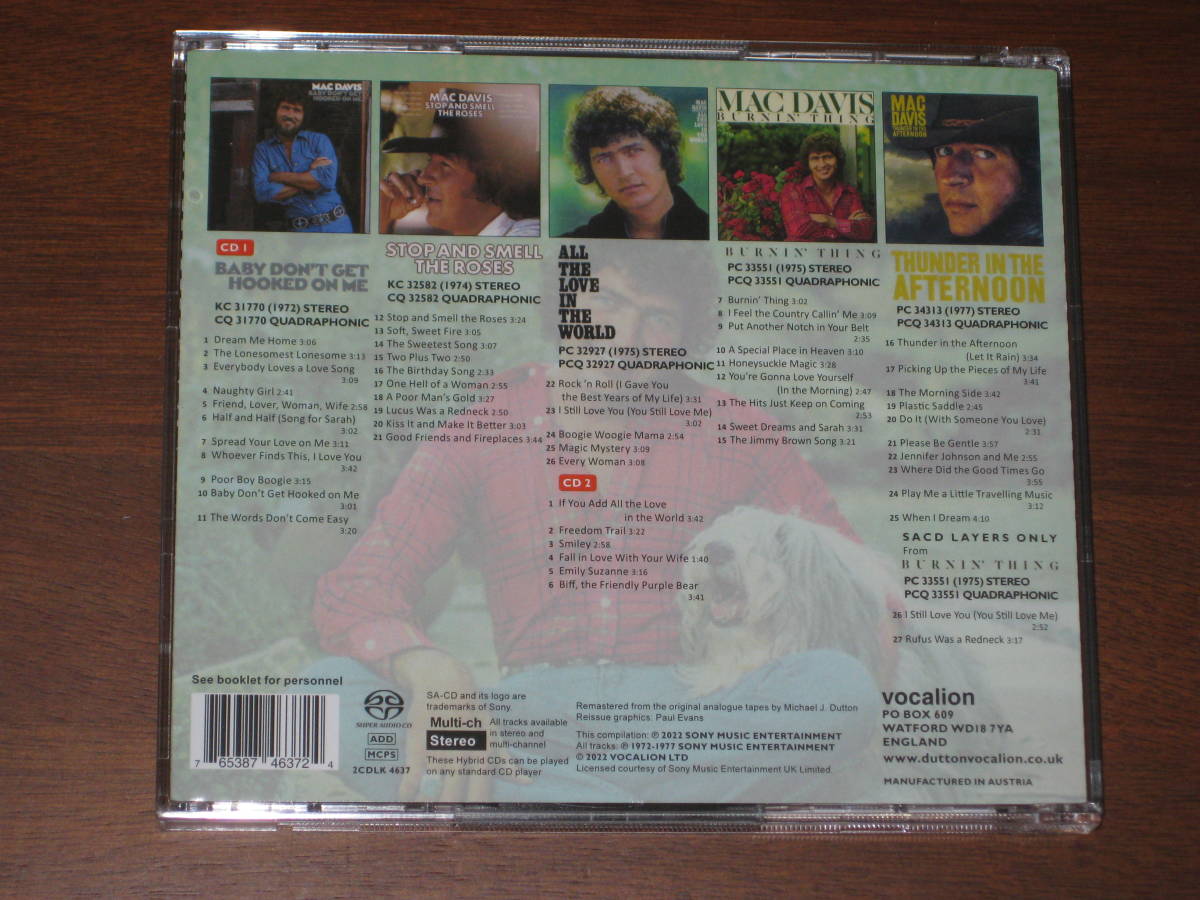 MAC DAVIS
BABY DON'T GET
HOOKED ON ME
MAC DAVIS
STOP AND SMELL
THE ROSES
MAC DAVIS
BURNIN' THING
MAC
DAVIS
THUNDER IN THE
AFTERNOON
CD 1
BABY DON'T GET
HOOKED ON ME
KC 31770 (1972) STEREO
CQ 31770 QUADRAPHONIC
1 Dream Me Home 3:06
2 The Lonesomest Lonesome 3:13
3 Everybody Loves a Love Song
3:09
4 Naughty Girl 2:41
5 Friend, Lover, Woman, Wife 2:58
6 Half and Half (Song for Sarah)
3:02
7 Spread Your Love on Me 3:11
8 Whoever Finds This, I Love You
3:42
9 Poor Boy Boogie 3:15
10 Baby Don't Get Hooked on Me
3:01
11 The Words Don't Come Easy
3:20
STOP AND SMELL
THE ROSES
KC 32582 (1974) STEREO
CQ 32582 QUADRAPHONIC
12 Stop and Smell the Roses 3:24
13 Soft, Sweet Fire 3:05
14 The Sweetest Song 3:07
15 Two Plus Two 2:50
16 The Birthday Song 2:33
17 One Hell of a Woman 2:55
18 A Poor Man's Gold 3:27
19 Lucus Was a Redneck 2:50
20 Kiss It and Make It Better 3:03
21 Good Friends and Fireplaces 3:44
ALL
THE
LOVE
IN
THE
WORLD
PC 32927 (1975) STEREO
PCQ 32927 QUADRAPHONIC
22 Rock 'n Roll (I Gave You
the Best Years of My Life) 3:31
23 I Still Love You (You Still Love Me)
3:02
24 Boogie Woogie Mama 2:54
25 Magic Mystery 3:09
26 Every Woman 3:08
CD 2
1 If You Add All the Love
in the World 3:42
2 Freedom Trail 3:22
3 Smiley 2:58
4 Fall in Love With Your Wife 1:40
5 Emily Suzanne 3:16
6 Biff, the Friendly Purple Bear
3:41
BURNIN' THING
PC 33551 (1975) STEREO
PCQ 33551 QUADRAPHONIC
7 Burnin' Thing 3:02
8 I Feel the Country Callin' Me 3:09
9 Put Another Notch in Your Belt
2:35
10 A Special Place in Heaven 3:10
11 Honeysuckle Magic 3:28
12 You're Gonna Love Yourself
(In the Morning) 2:47
13 The Hits Just Keep on Coming
2:53
14 Sweet Dreams and Sarah 3:31
15 The Jimmy Brown Song 3:21
THUNDER IN THE
AFTERNOON
PC 34313 (1977) STEREO
PCQ 34313 QUADRAPHONIC
16 Thunder in the Afternoon
(Let It Rain) 3:34
17 Picking Up the Pieces of My Life
3:41
18 The Morning Side 3:42
19 Plastic Saddle 2:45
20 Do It (With Someone You Love)
2:31
21 Please Be Gentle 3:57
22 Jennifer Johnson and Me 2:55
23 Where Did the Good Times Go
3:55
24 Play Me a Little Travelling Music
3:12
25 When I Dream 4:10
SACD LAYERS ONLY
From
BURNIN' THING
PC 33551 (1975) STEREO
PCQ 33551 QUADRAPHONIC
26 I Still Love You (You Still Love Me)
2:52
27 Rufus Was a Redneck 3:17
See booklet for personnel
7 65387 46372 4
SUPER AUDIO CD
ADD
MCPS
2CDLK 4637
SA-CD and its logo are
trademarks of Sony.
Multi-ch
Stereo
All tracks available
in stereo and
multi-channel
These Hybrid CDs can be played
on any standard CD player
Remastered from the original analogue tapes by Michael J. Dutton
Reissue graphics: Paul Evans
This compilation: ℗ 2022 SONY MUSIC ENTERTAINMENT
All tracks: ℗ 1972-1977 SONY MUSIC ENTERTAINMENT
© 2022 VOCALION LTD
Licensed courtesy of Sony Music Entertainment UK Limited.
vocalion
PO BOX 609
WATFORD WD18 7YA
ENGLAND
www.duttonvocalion.co.uk
MANUFACTURED IN AUSTRIA